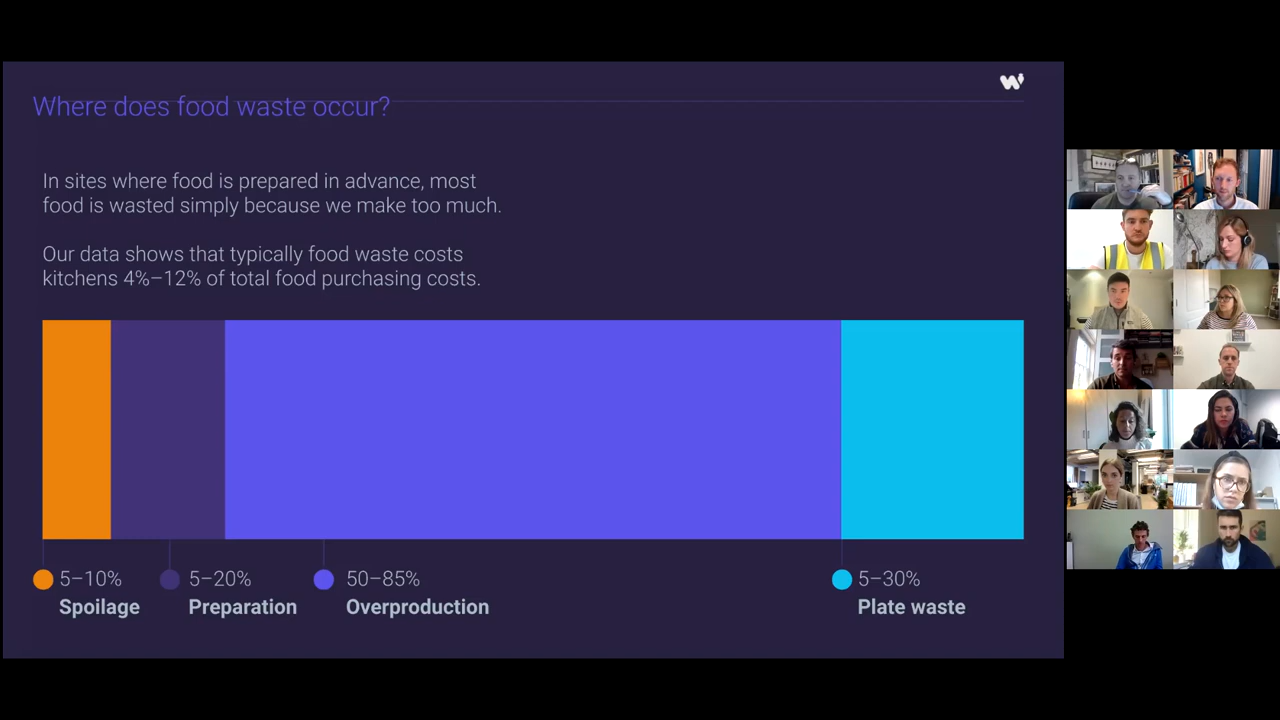 Where does food waste occur?
In sites where food is prepared in advance, most
food is wasted simply because we make too much.
Our data shows that typically food waste costs
kitchens 4%–12% of total food purchasing costs.
5–10%
Spoilage
5–20%
Preparation
50–85%
Overproduction
5–30%
Plate waste